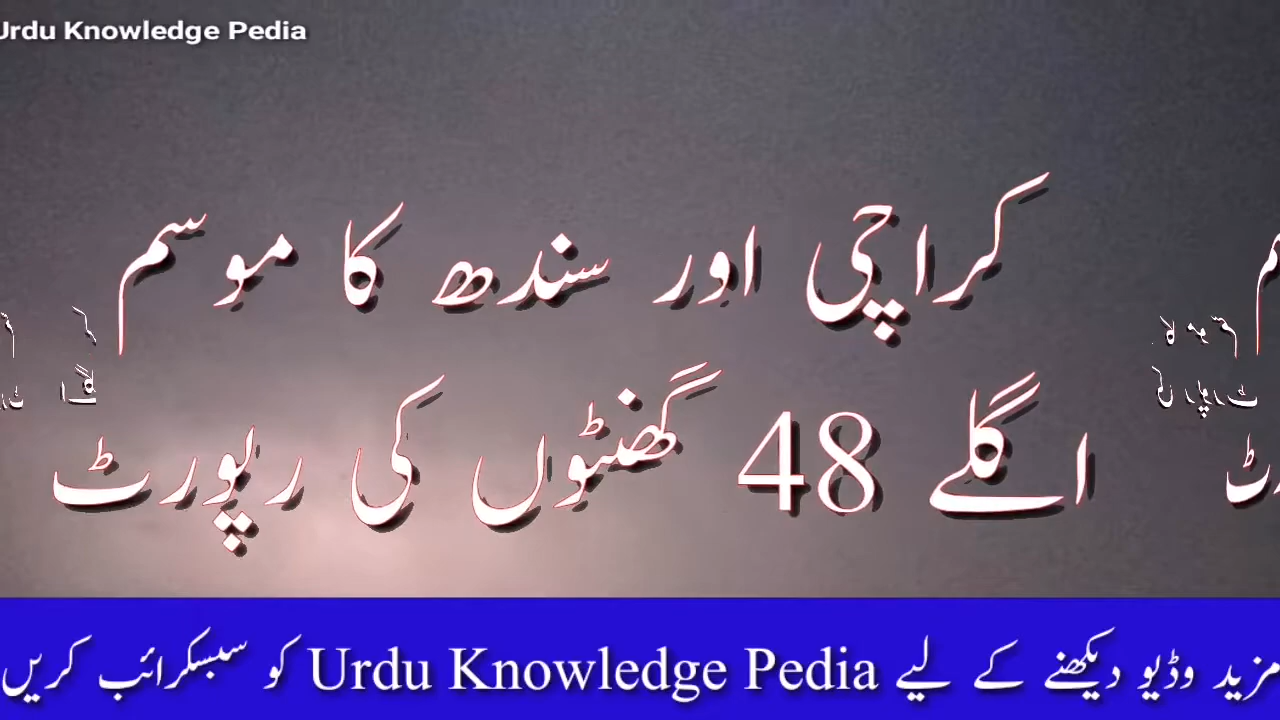 Urdu Knowledge Pedia
کراچی اور سندھ کا موسم
اگلے 48 گھنٹوں کی رپورٹ
مزید وڈیو دیکھنے کے لیے Urdu Knowledge Pedia کو سبسکرائب کریں